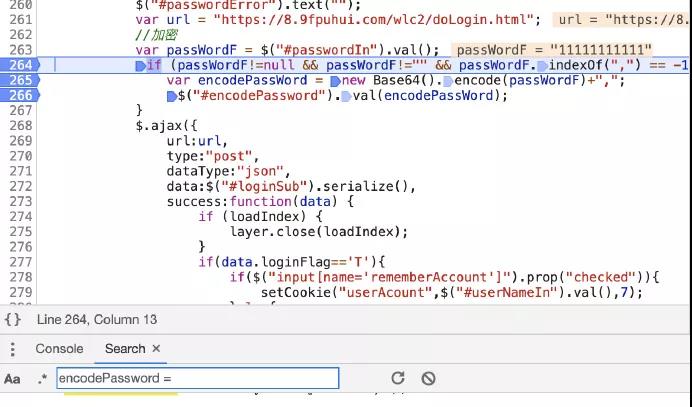 260 $("#passwordError").text("");
261 var url = "https://8.9fpuhui.com/wlc2/doLogin.html"; url = "https://8.
262 //加密
263 var passWordF = $("#passwordIn").val(); passWordF = "11111111111"
264 if (passWordF!=null && passWordF!="" && passWordF.indexOf(",") == -1
265 var encodePassWord = new Base64().encode(passWordF)+",";
266 $("#encodePassword").val(encodePassWord);
267 }
268 $.ajax({
269 url:url,
270 type:"post",
271 dataType:"json",
272 data:$("#loginSub").serialize(),
273 success:function(data) {
274 if (loadIndex) {
275 layer.close(loadIndex);
276 }
277 if(data.loginFlag=='T'){
278 if($("input[name='rememberAccount']").prop("checked")){
279 setCookie("userAcount",$("#userNameIn").val(),7);
{} Line 264, Column 13
Console Search ×
Aa .* encodePassword =